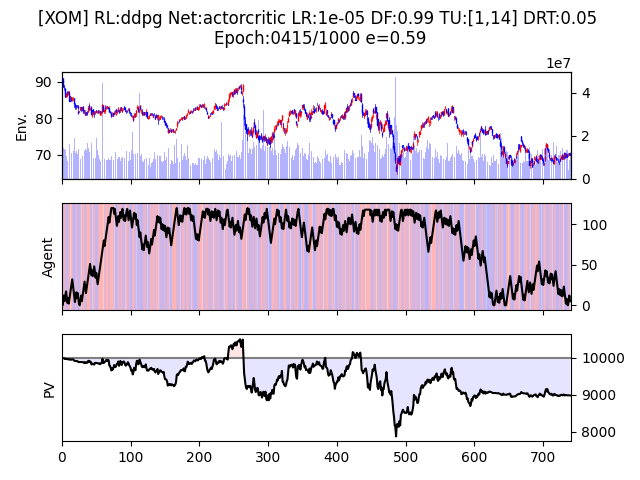 [XOM] RL:ddpg Net:actorcritic LR:1e-05 DF:0.99 TU:[1,14] DRT:0.05
Epoch:0415/1000 e=0.59
1e7
Env.
90
80
70
4
2
0
Agent
100
50
0
PV
10000
9000
8000
0 100 200 300 400 500 600 700